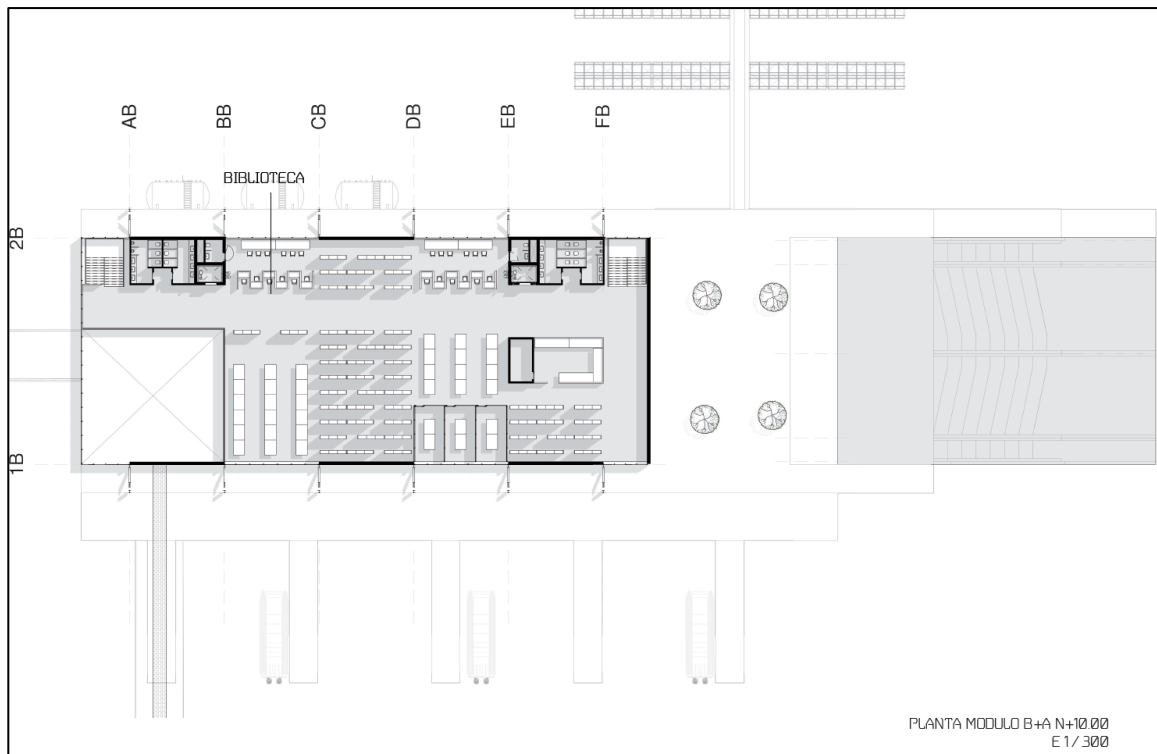 AB
BB
CB
DB
EB
FB
BIBLIOTECA
2B
1B
PLANTA MODULO B+A N+10.00
E 1/300